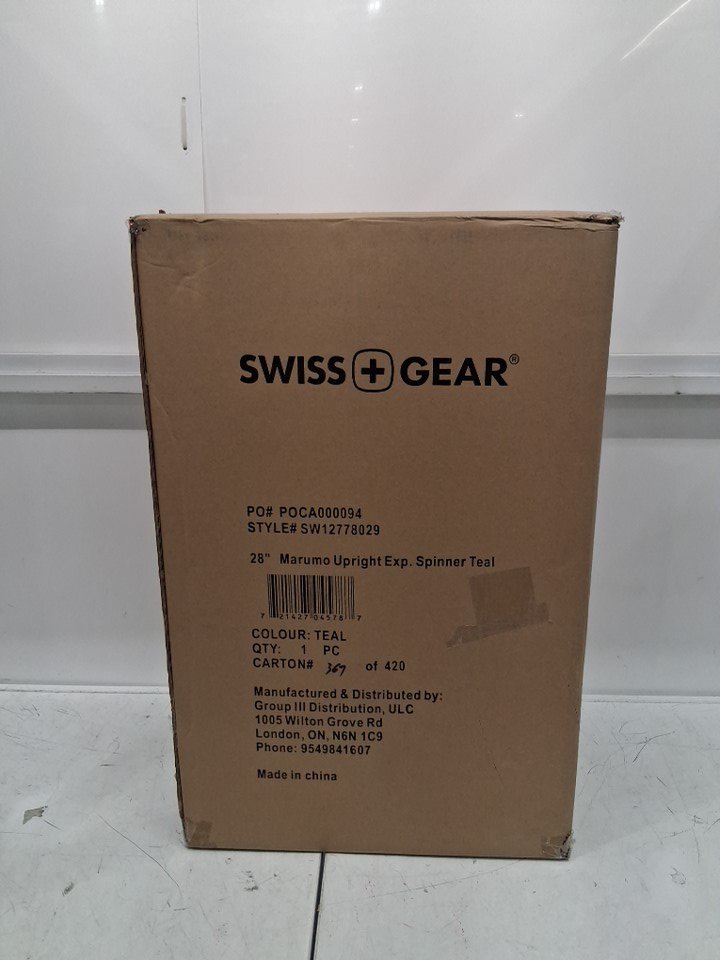 SWISS GEAR®
PO# POCA000094
STYLE# SW12778029
28" Marumo Upright Exp. Spinner Teal
7 21427 04578 7
COLOUR: TEAL
QTY: 1 PC
CARTON# 367 of 420
Manufactured & Distributed by:
Group III Distribution, ULC
1005 Wilton Grove Rd
London, ON, N6N 1C9
Phone: 9549841607
Made in china